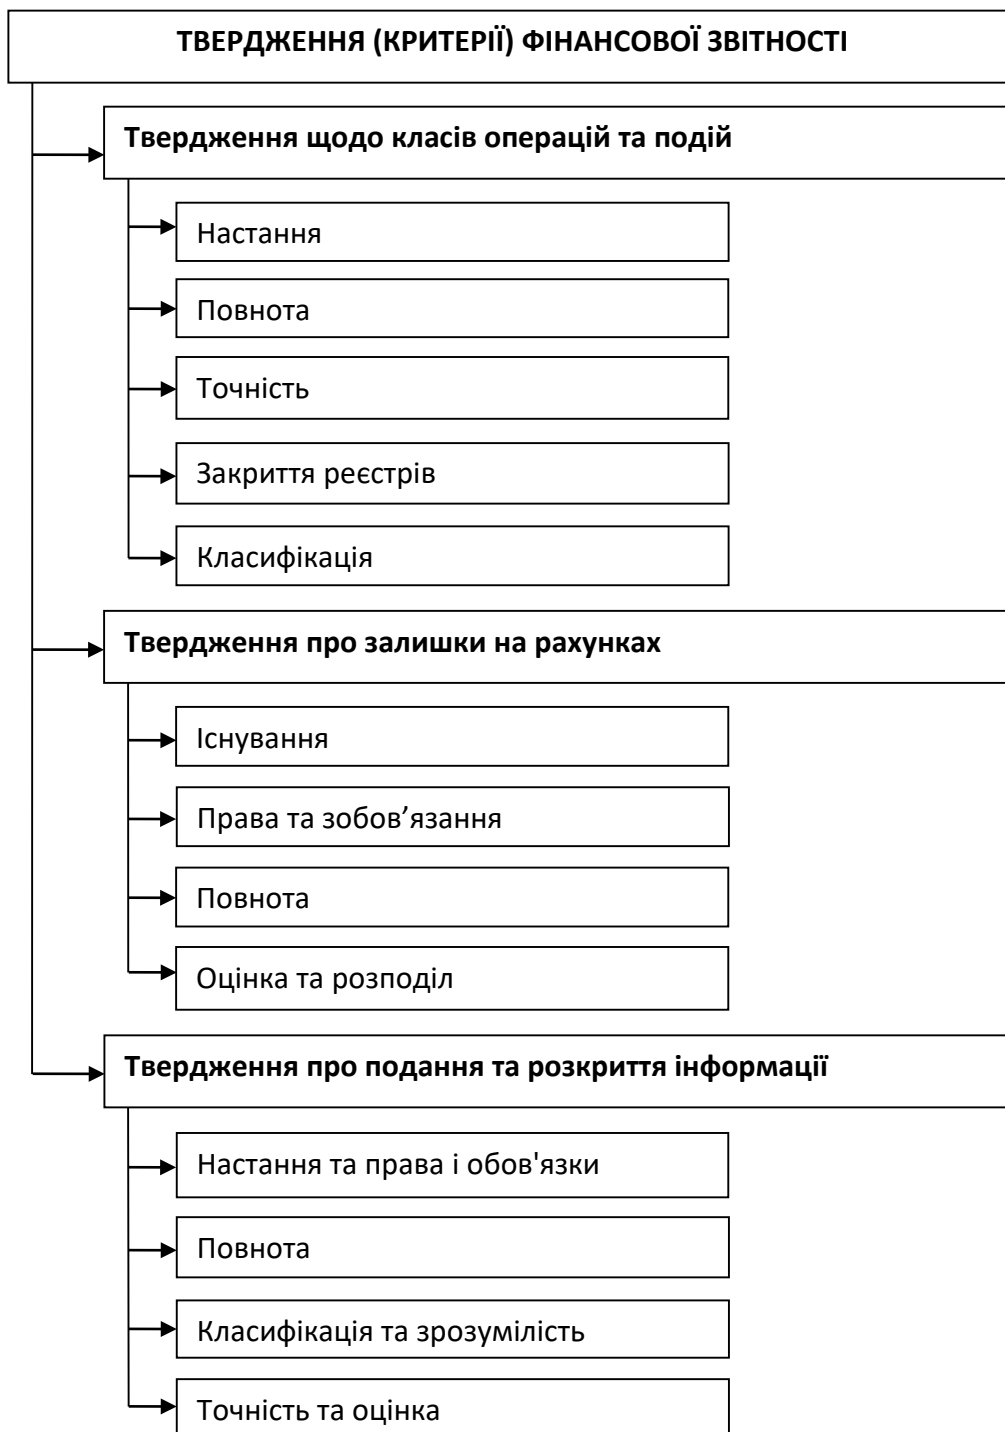 ТВЕРДЖЕННЯ (КРИТЕРІЇ) ФІНАНСОВОЇ ЗВІТНОСТІ
Твердження щодо класів операцій та подій
Настання
Повнота
Точність
Закриття реєстрів
Класифікація
Твердження про залишки на рахунках
Існування
Права та зобов’язання
Повнота
Оцінка та розподіл
Твердження про подання та розкриття інформації
Настання та права і обов'язки
Повнота
Класифікація та зрозумілість
Точність та оцінка